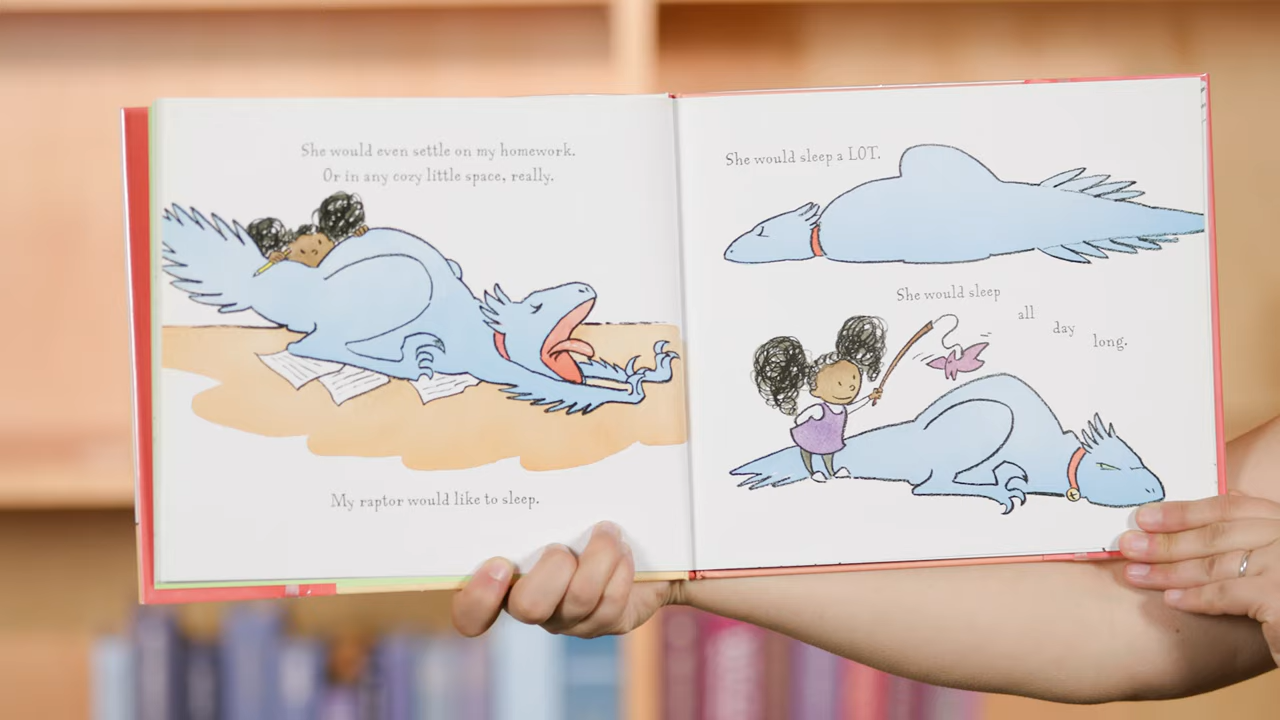 She would even settle on my homework.
Or in any cozy little space, really.
My raptor would like to sleep.
She would sleep a LOT.
She would sleep
all
day
long.